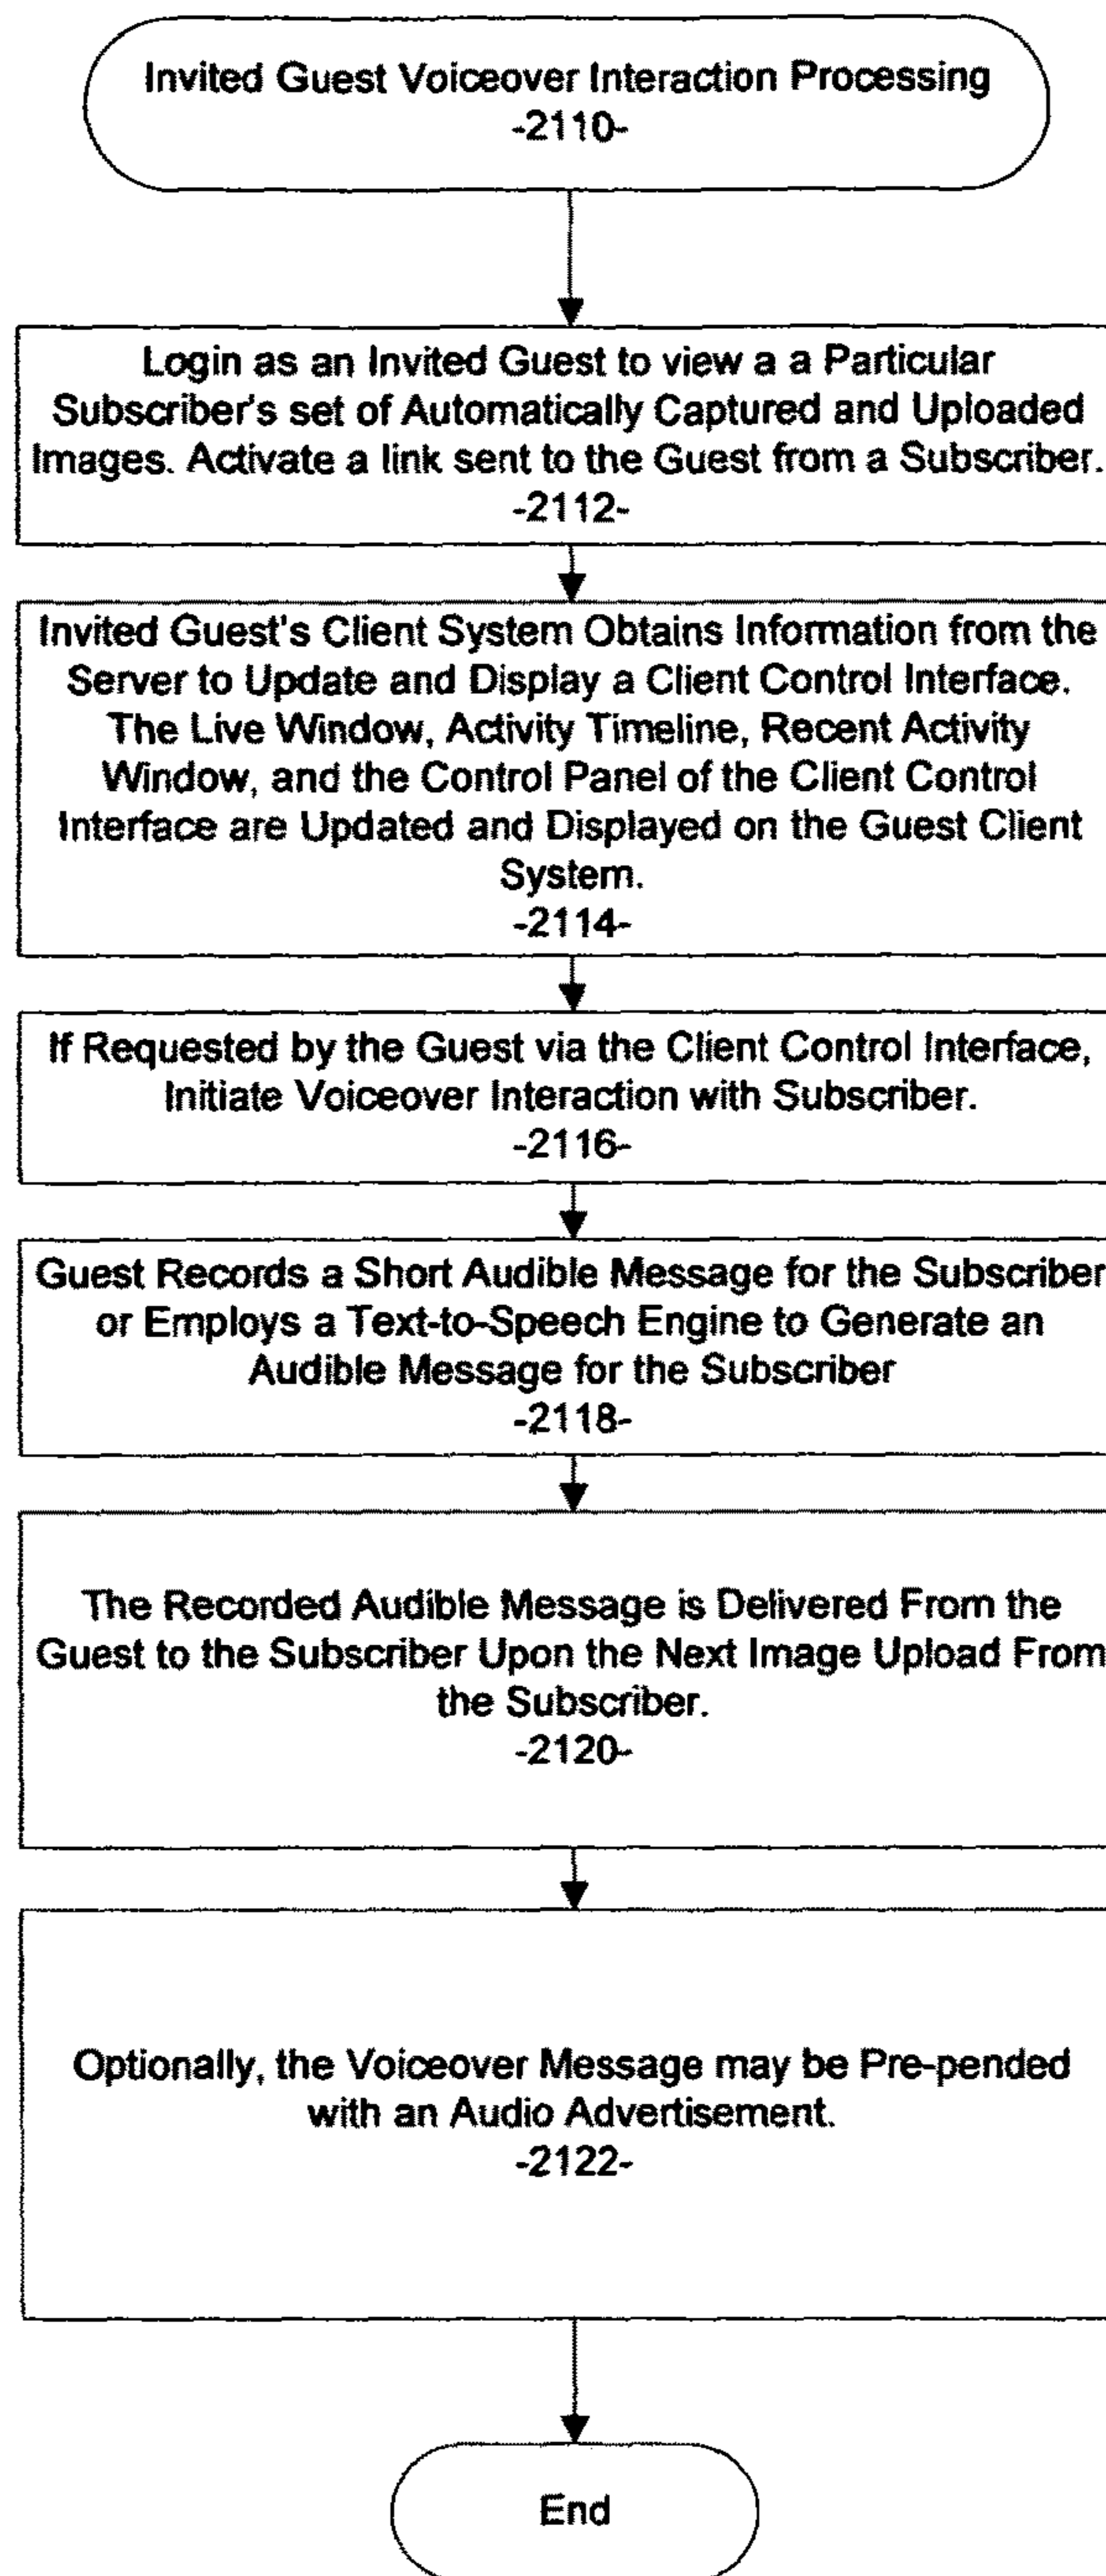 Invited Guest Voiceover Interaction Processing
-2110-
Login as an Invited Guest to view a a Particular
Subscriber's set of Automatically Captured and Uploaded
Images. Activate a link sent to the Guest from a Subscriber.
-2112-
Invited Guest's Client System Obtains Information from the
Server to Update and Display a Client Control Interface.
The Live Window, Activity Timeline, Recent Activity
Window, and the Control Panel of the Client Control
Interface are Updated and Displayed on the Guest Client
System.
-2114-
If Requested by the Guest via the Client Control Interface,
Initiate Voiceover Interaction with Subscriber.
-2116-
Guest Records a Short Audible Message for the Subscriber
or Employs a Text-to-Speech Engine to Generate an
Audible Message for the Subscriber
-2118-
The Recorded Audible Message is Delivered From the
Guest to the Subscriber Upon the Next Image Upload From
the Subscriber.
-2120-
Optionally, the Voiceover Message may be Pre-pended
with an Audio Advertisement.
-2122-
End